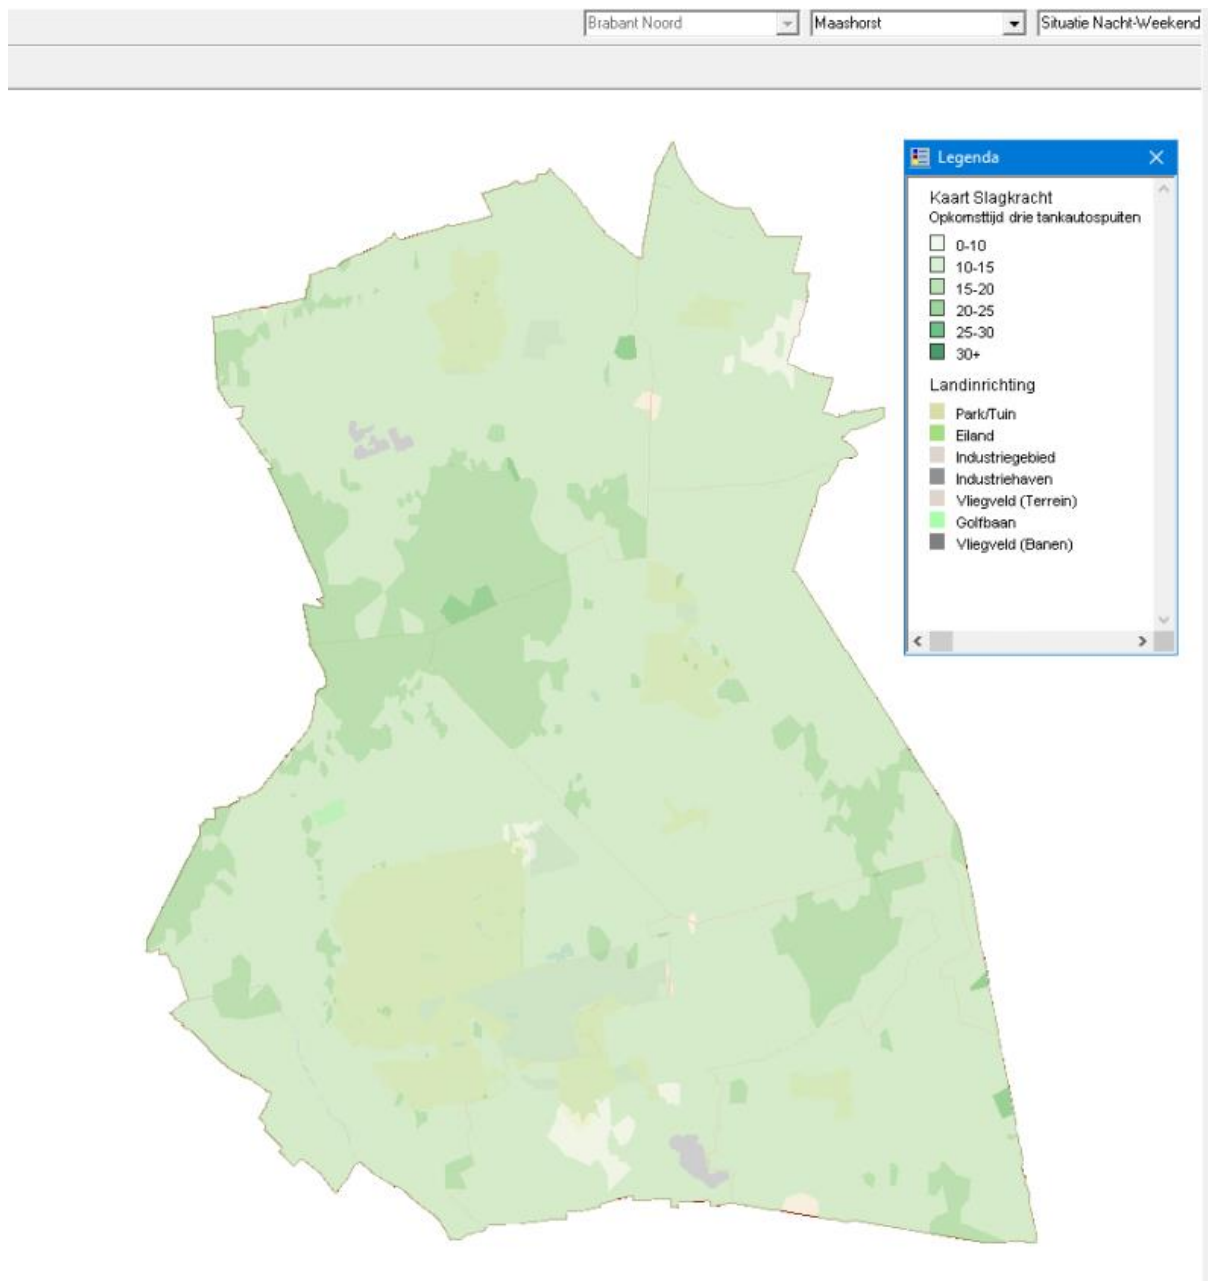 Brabant Noord
Maashorst
Situatie Nacht-Weekend
Legenda
Kaart Slagkracht
Opkomsttijd drie tankautospuiten
0-10
10-15
15-20
20-25
25-30
30+
Landinrichting
Park/Tuin
Eiland
Industriegebied
Industriehaven
Vliegveld (Terrein)
Golfbaan
Vliegveld (Banen)